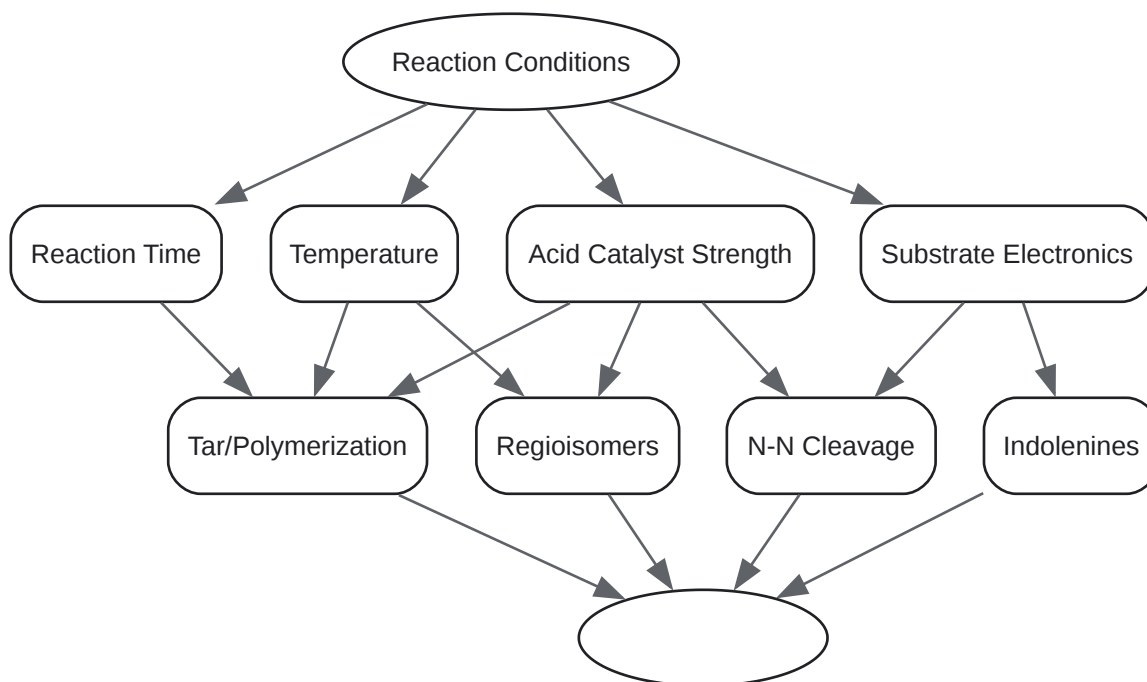 Reaction Conditions
Reaction Time
Temperature
Acid Catalyst Strength
Substrate Electronics
Tar/Polymerization
Regioisomers
N-N Cleavage
Indolenines